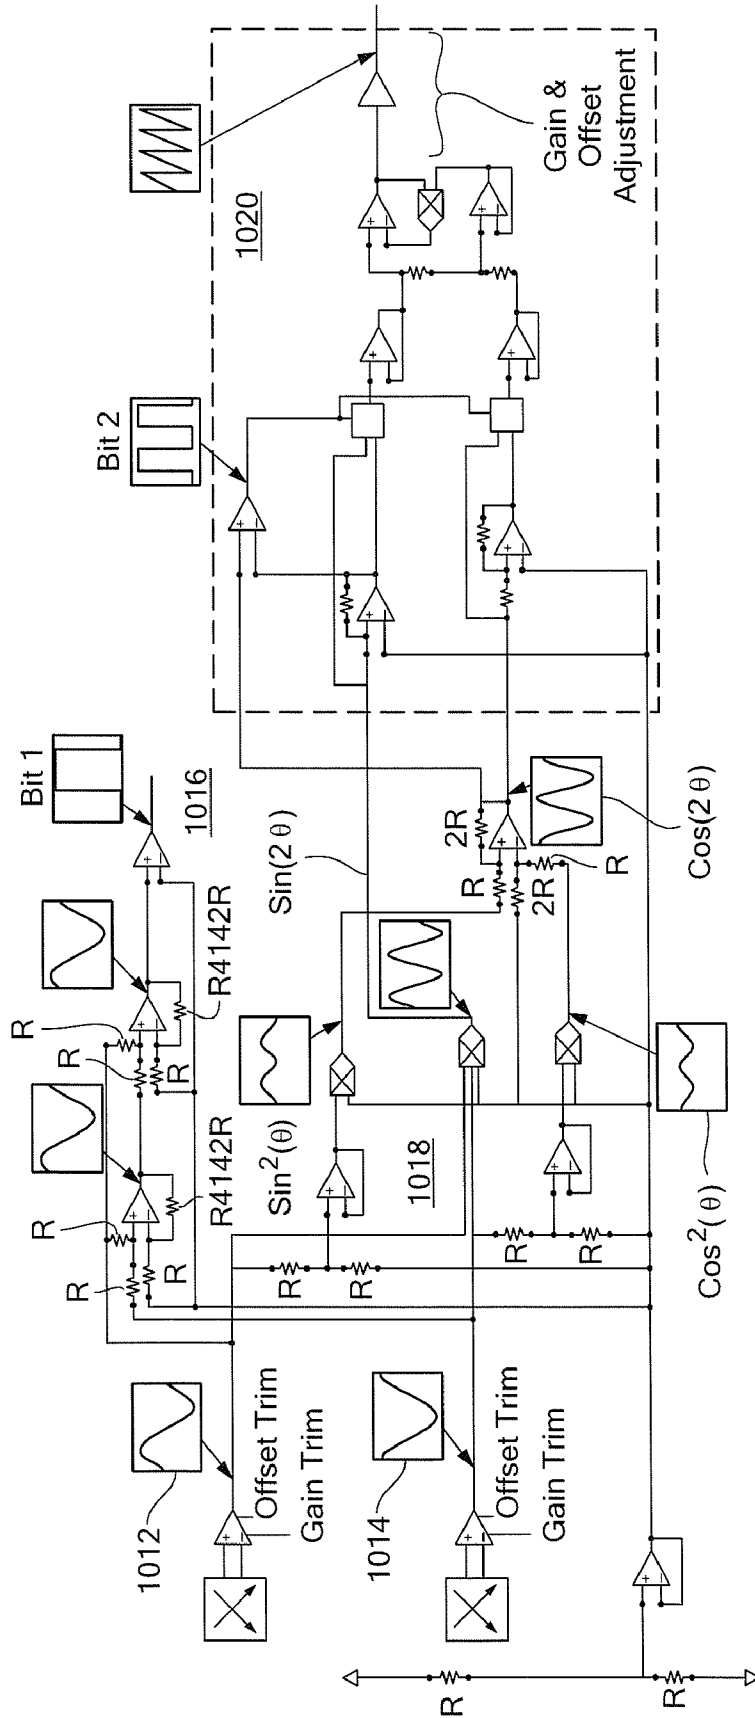 1012
Offset Trim
Gain Trim
1014
Offset Trim
Gain Trim
R
R
R
R
R
R4142R
R
R
R
R4142R
Bit 1
1016
R
R
Sin²(θ)
1018
R
R
Cos²(θ)
Sin(2θ)
R
2R
2R
R
Cos(2θ)
Bit 2
1020
Gain &
Offset
Adjustment